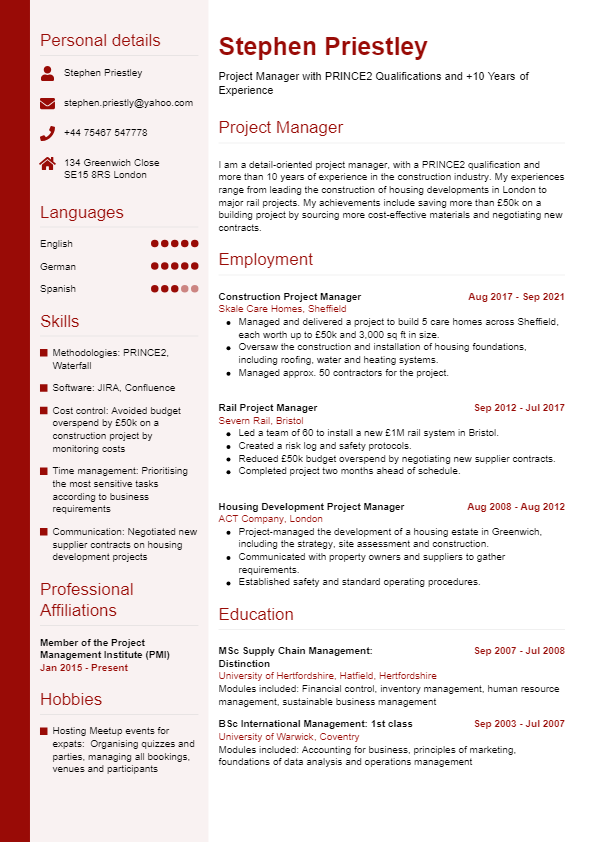 Personal details
Stephen Priestley
stephen.priestly@yahoo.com
+44 75467 547778
134 Greenwich Close
SE15 8RS London
Languages
English
German
Spanish
Skills
Methodologies: PRINCE2,
Waterfall
Software: JIRA, Confluence
Cost control: Avoided budget
overspend by £50k on a
construction project by
monitoring costs
Time management: Prioritising
the most sensitive tasks
according to business
requirements
Communication: Negotiated new
supplier contracts on housing
development projects
Professional
Affiliations
Member of the Project
Management Institute (PMI)
Jan 2015 - Present
Hobbies
Hosting Meetup events for
expats:  Organising quizzes and
parties, managing all bookings,
venues and participants
Stephen Priestley
Project Manager with PRINCE2 Qualifications and +10 Years of
Experience
Project Manager
I am a detail-oriented project manager, with a PRINCE2 qualification and
more than 10 years of experience in the construction industry. My experiences
range from leading the construction of housing developments in London to
major rail projects. My achievements include saving more than £50k on a
building project by sourcing more cost-effective materials and negotiating new
contracts.
Employment
Construction Project Manager Aug 2017 - Sep 2021
Skale Care Homes, Sheffield
• Managed and delivered a project to build 5 care homes across Sheffield,
each worth up to £50k and 3,000 sq ft in size.
• Oversaw the construction and installation of housing foundations,
including roofing, water and heating systems.
• Managed approx. 50 contractors for the project.
Rail Project Manager Sep 2012 - Jul 2017
Severn Rail, Bristol
• Led a team of 60 to install a new £1M rail system in Bristol.
• Created a risk log and safety protocols.
• Reduced £50k budget overspend by negotiating new supplier contracts.
• Completed project two months ahead of schedule.
Housing Development Project Manager Aug 2008 - Aug 2012
ACT Company, London
• Project-managed the development of a housing estate in Greenwich,
including the strategy, site assessment and construction.
• Communicated with property owners and suppliers to gather
requirements.
• Established safety and standard operating procedures.
Education
MSc Supply Chain Management: Sep 2007 - Jul 2008
Distinction
University of Hertfordshire, Hatfield, Hertfordshire
Modules included: Financial control, inventory management, human resource
management, sustainable business management
BSc International Management: 1st class Sep 2003 - Jul 2007
University of Warwick, Coventry
Modules included: Accounting for business, principles of marketing,
foundations of data analysis and operations management